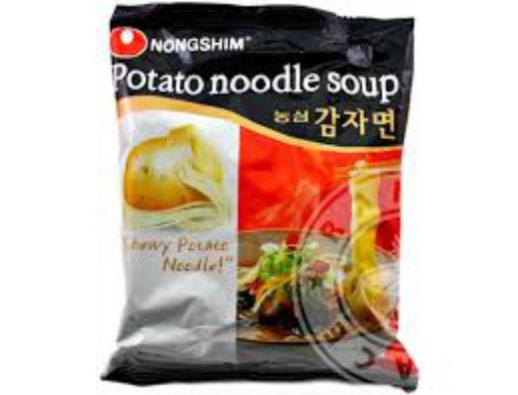 NONGSHIM
Potato noodle soup
농심 감자면
"Chewy Potato
Noodle!"